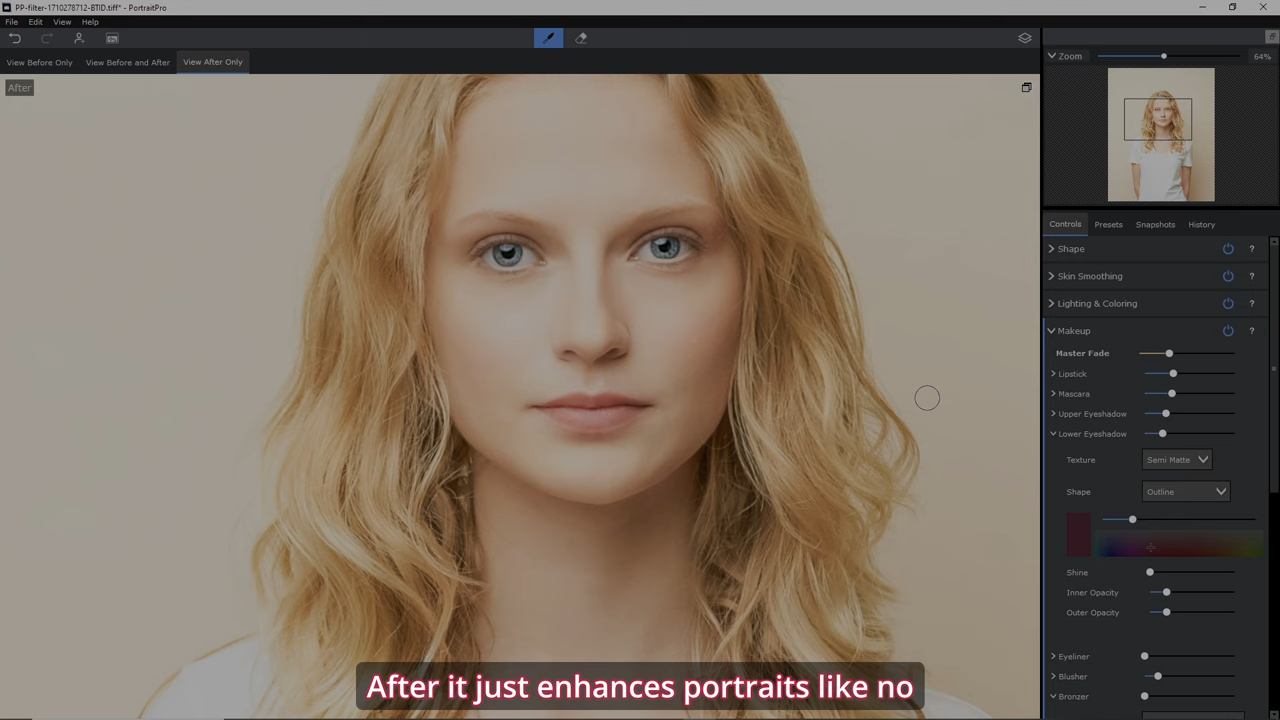 PP-filter-1710278712-BTID.tiff* - PortraitPro
File Edit View Help
View Before Only View Before and After View After Only
After
Zoom 64%
Controls Presets Snapshots History
Shape ?
Skin Smoothing ?
Lighting & Coloring ?
Makeup ?
Master Fade
Lipstick
Mascara
Upper Eyeshadow
Lower Eyeshadow
Texture Semi Matte
Shape Outline
Shine
Inner Opacity
Outer Opacity
Eyeliner
Blusher
Bronzer
After it just enhances portraits like no